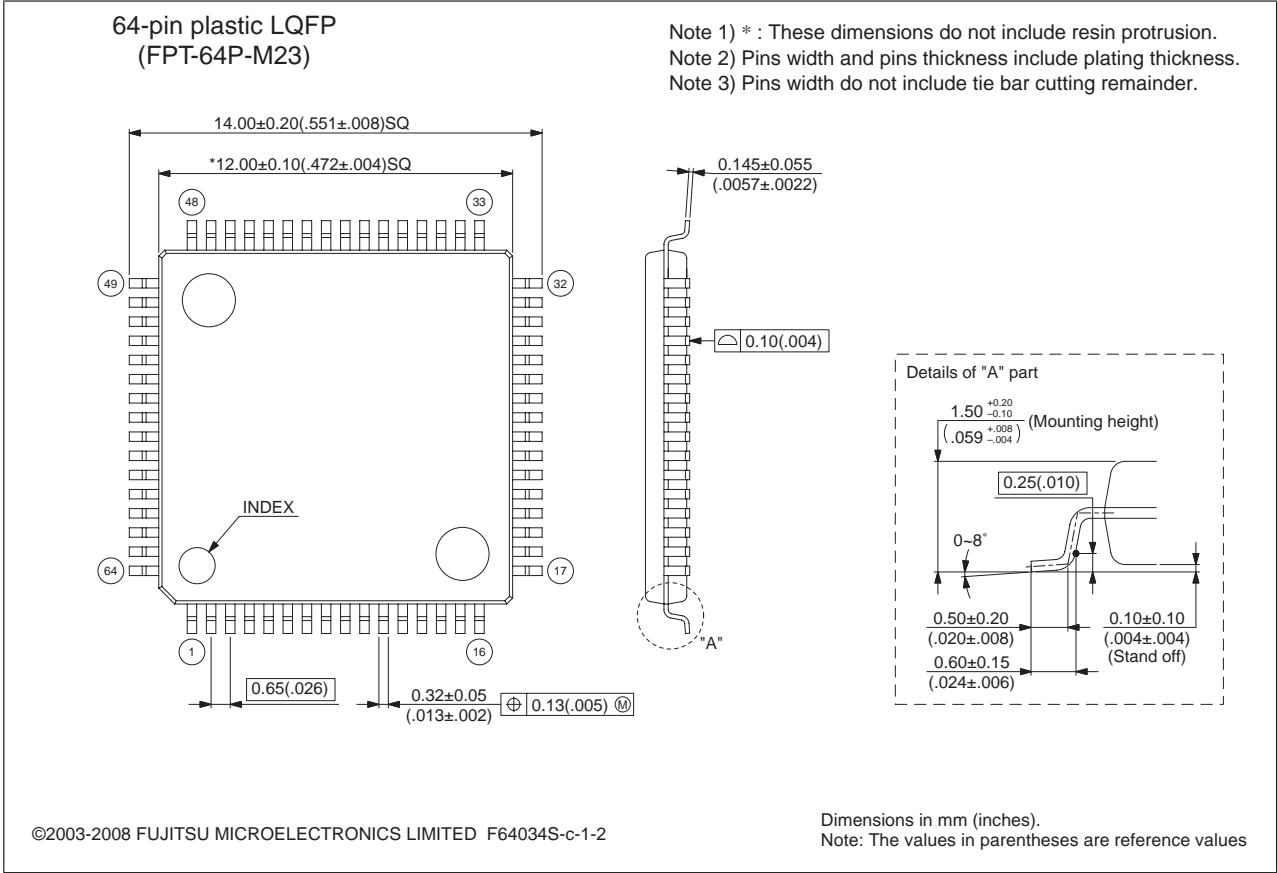 64-pin plastic LQFP
(FPT-64P-M23)
Note 1) * : These dimensions do not include resin protrusion.
Note 2) Pins width and pins thickness include plating thickness.
Note 3) Pins width do not include tie bar cutting remainder.
14.00±0.20(.551±.008)SQ
*12.00±0.10(.472±.004)SQ
0.145±0.055
(.0057±.0022)
48
33
49
32
0.10(.004)
Details of "A" part
1.50 +0.20 −0.10
(.059 +.008 −.004)
(Mounting height)
0.25(.010)
INDEX
0~8°
64
17
0.50±0.20
(.020±.008)
0.10±0.10
(.004±.004)
(Stand off)
1
16
"A"
0.60±0.15
(.024±.006)
0.65(.026)
0.32±0.05
(.013±.002)
⌖ 0.13(.005) Ⓜ
©2003-2008 FUJITSU MICROELECTRONICS LIMITED F64034S-c-1-2
Dimensions in mm (inches).
Note: The values in parentheses are reference values